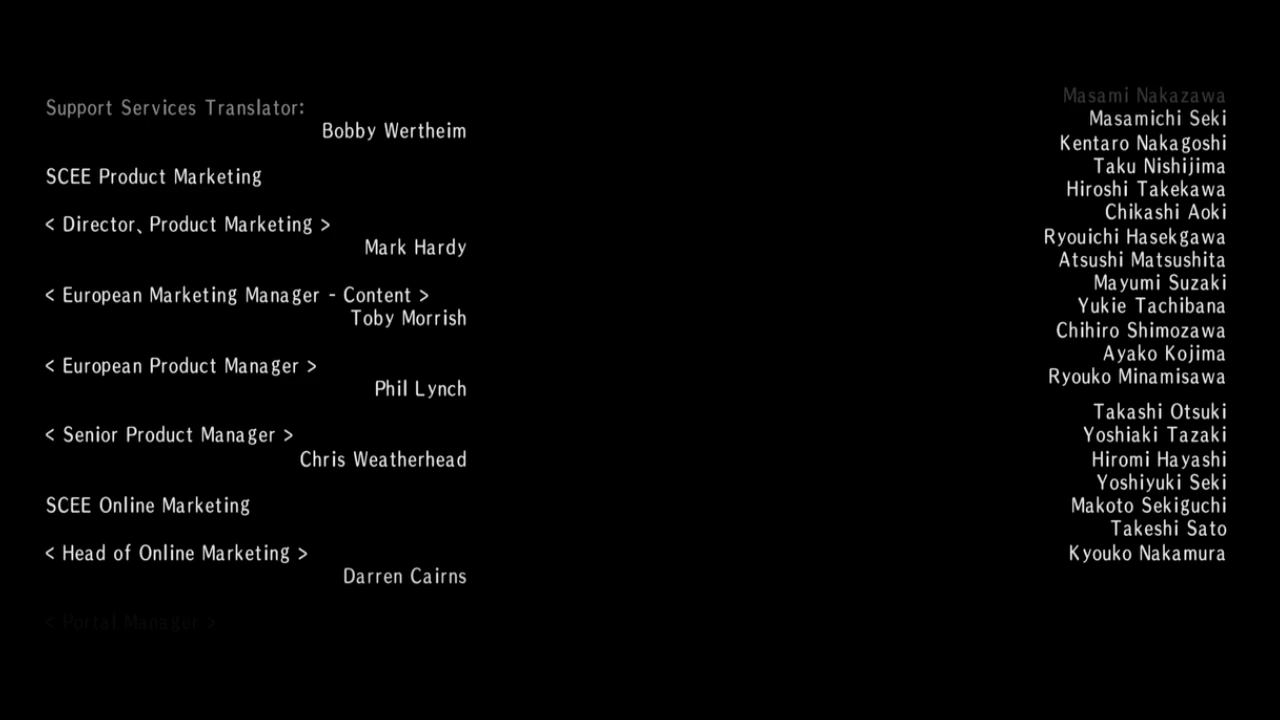 Support Services Translator:
Bobby Wertheim
SCEE Product Marketing
< Director、Product Marketing >
Mark Hardy
< European Marketing Manager - Content >
Toby Morrish
< European Product Manager >
Phil Lynch
< Senior Product Manager >
Chris Weatherhead
SCEE Online Marketing
< Head of Online Marketing >
Darren Cairns
< Portal Manager >
Masami Nakazawa
Masamichi Seki
Kentaro Nakagoshi
Taku Nishijima
Hiroshi Takekawa
Chikashi Aoki
Ryouichi Hasekgawa
Atsushi Matsushita
Mayumi Suzaki
Yukie Tachibana
Chihiro Shimozawa
Ayako Kojima
Ryouko Minamisawa
Takashi Otsuki
Yoshiaki Tazaki
Hiromi Hayashi
Yoshiyuki Seki
Makoto Sekiguchi
Takeshi Sato
Kyouko Nakamura